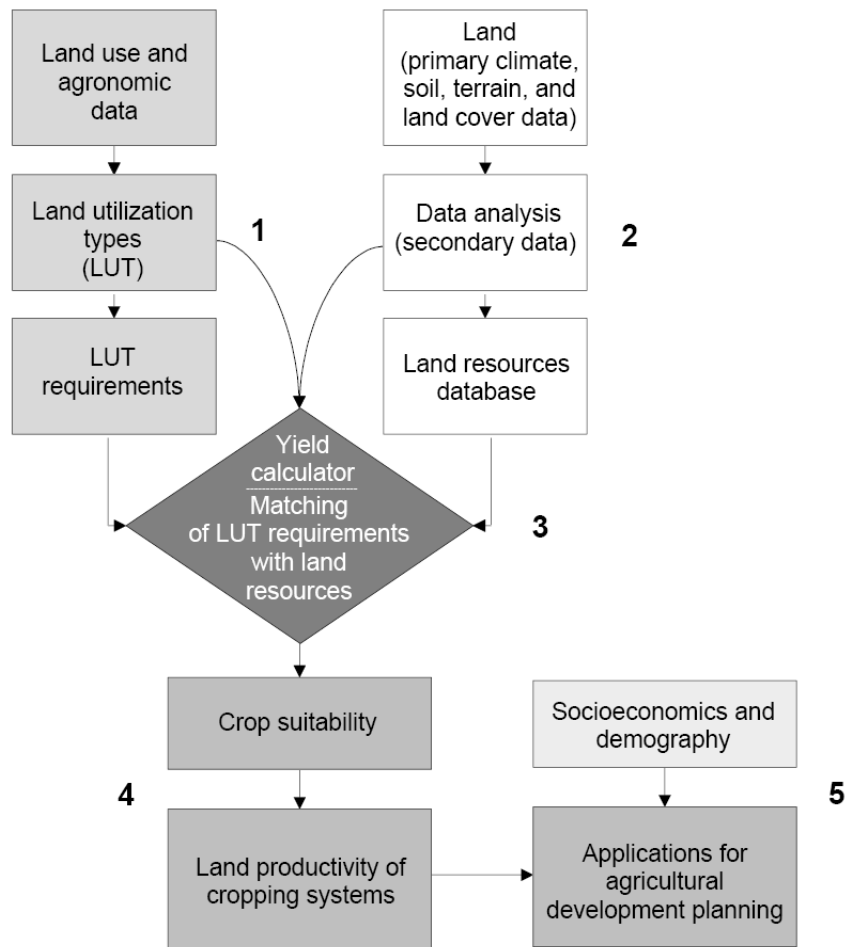 Land use and
agronomic
data
Land
(primary climate,
soil, terrain, and
land cover data)
Land utilization
types
(LUT)
1
Data analysis
(secondary data)
2
LUT
requirements
Land resources
database
Yield
calculator
Matching
of LUT requirements
with land
resources
3
Crop suitability
Socioeconomics and
demography
4
5
Land productivity of
cropping systems
Applications for
agricultural
development planning